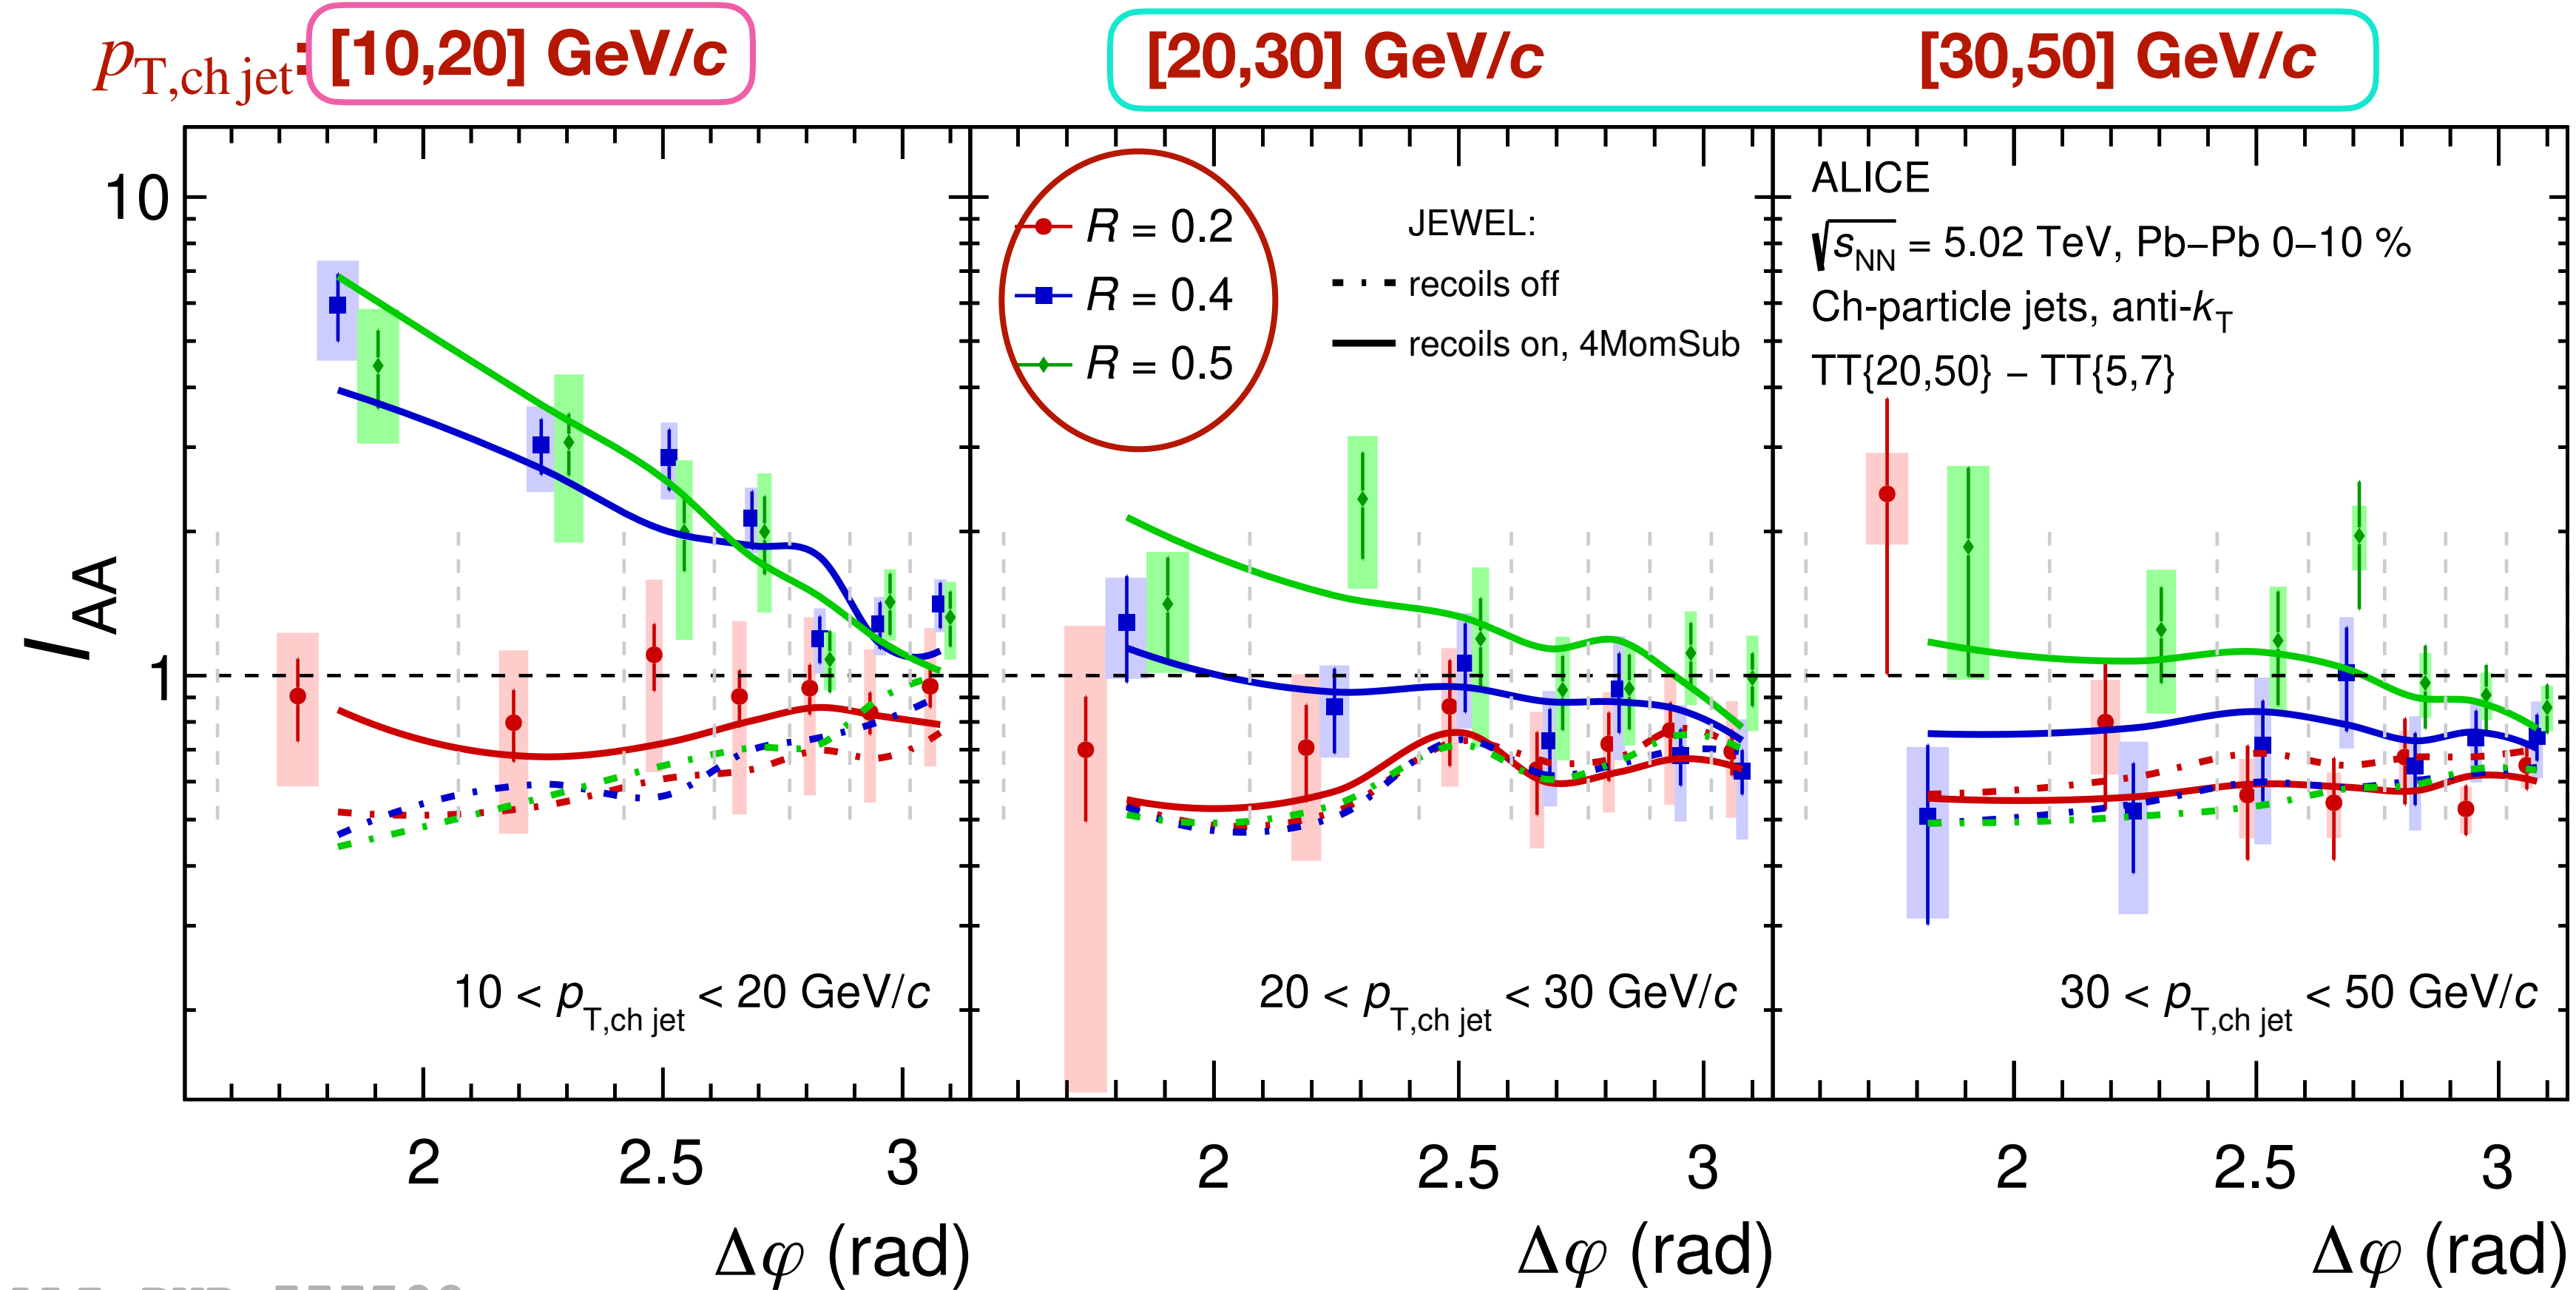 pT,ch jet: [10,20] GeV/c [20,30] GeV/c [30,50] GeV/c
10
1
IAA
R = 0.2
R = 0.4
R = 0.5
JEWEL:
recoils off
recoils on, 4MomSub
ALICE
√sNN = 5.02 TeV, Pb–Pb 0–10 %
Ch-particle jets, anti-kT
TT{20,50} – TT{5,7}
10 < pT,ch jet < 20 GeV/c
20 < pT,ch jet < 30 GeV/c
30 < pT,ch jet < 50 GeV/c
2 2.5 3
2 2.5 3
2 2.5 3
Δφ (rad)
Δφ (rad)
Δφ (rad)